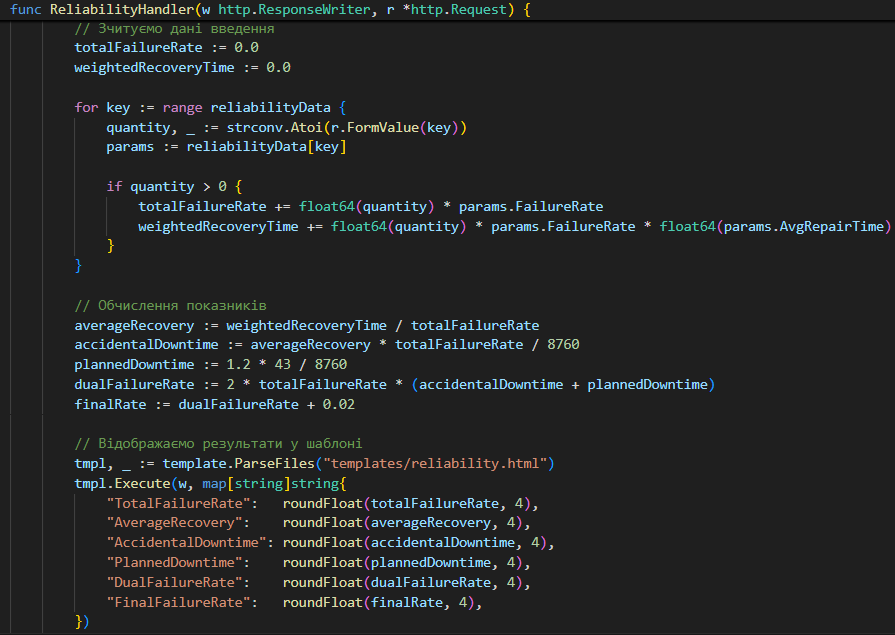 func ReliabilityHandler(w http.ResponseWriter, r *http.Request) {
// Зчитуємо дані введення
totalFailureRate := 0.0
weightedRecoveryTime := 0.0
for key := range reliabilityData {
quantity, _ := strconv.Atoi(r.FormValue(key))
params := reliabilityData[key]
if quantity > 0 {
totalFailureRate += float64(quantity) * params.FailureRate
weightedRecoveryTime += float64(quantity) * params.FailureRate * float64(params.AvgRepairTime)
}
}
// Обчислення показників
averageRecovery := weightedRecoveryTime / totalFailureRate
accidentalDowntime := averageRecovery * totalFailureRate / 8760
plannedDowntime := 1.2 * 43 / 8760
dualFailureRate := 2 * totalFailureRate * (accidentalDowntime + plannedDowntime)
finalRate := dualFailureRate + 0.02
// Відображаємо результати у шаблоні
tmpl, _ := template.ParseFiles("templates/reliability.html")
tmpl.Execute(w, map[string]string{
"TotalFailureRate": roundFloat(totalFailureRate, 4),
"AverageRecovery": roundFloat(averageRecovery, 4),
"AccidentalDowntime": roundFloat(accidentalDowntime, 4),
"PlannedDowntime": roundFloat(plannedDowntime, 4),
"DualFailureRate": roundFloat(dualFailureRate, 4),
"FinalFailureRate": roundFloat(finalRate, 4),
})